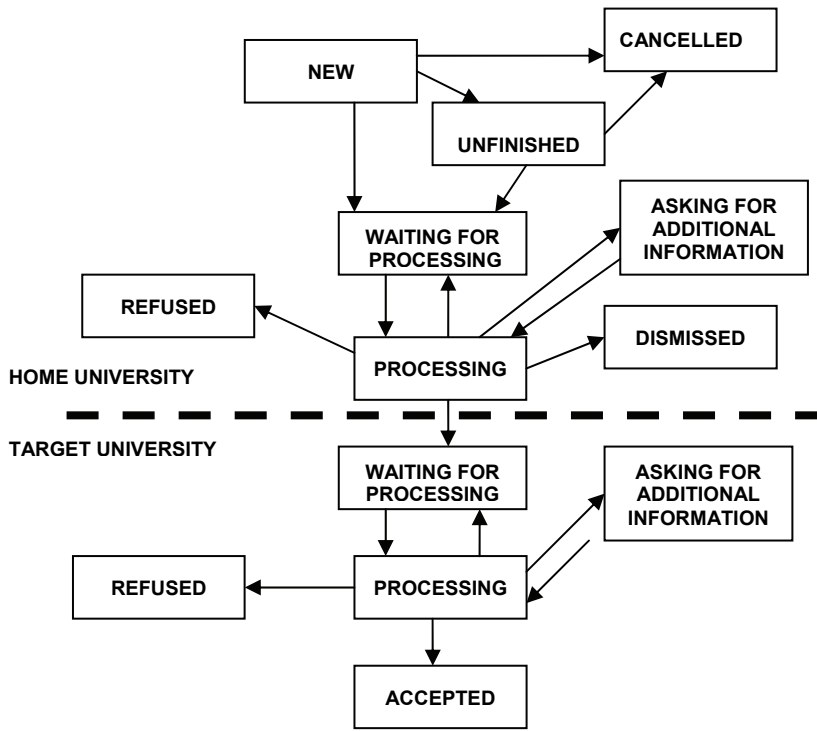 CANCELLED
NEW
UNFINISHED
ASKING FOR
ADDITIONAL
INFORMATION
WAITING FOR
PROCESSING
REFUSED
DISMISSED
PROCESSING
HOME UNIVERSITY
TARGET UNIVERSITY
WAITING FOR
PROCESSING
ASKING FOR
ADDITIONAL
INFORMATION
REFUSED
PROCESSING
ACCEPTED